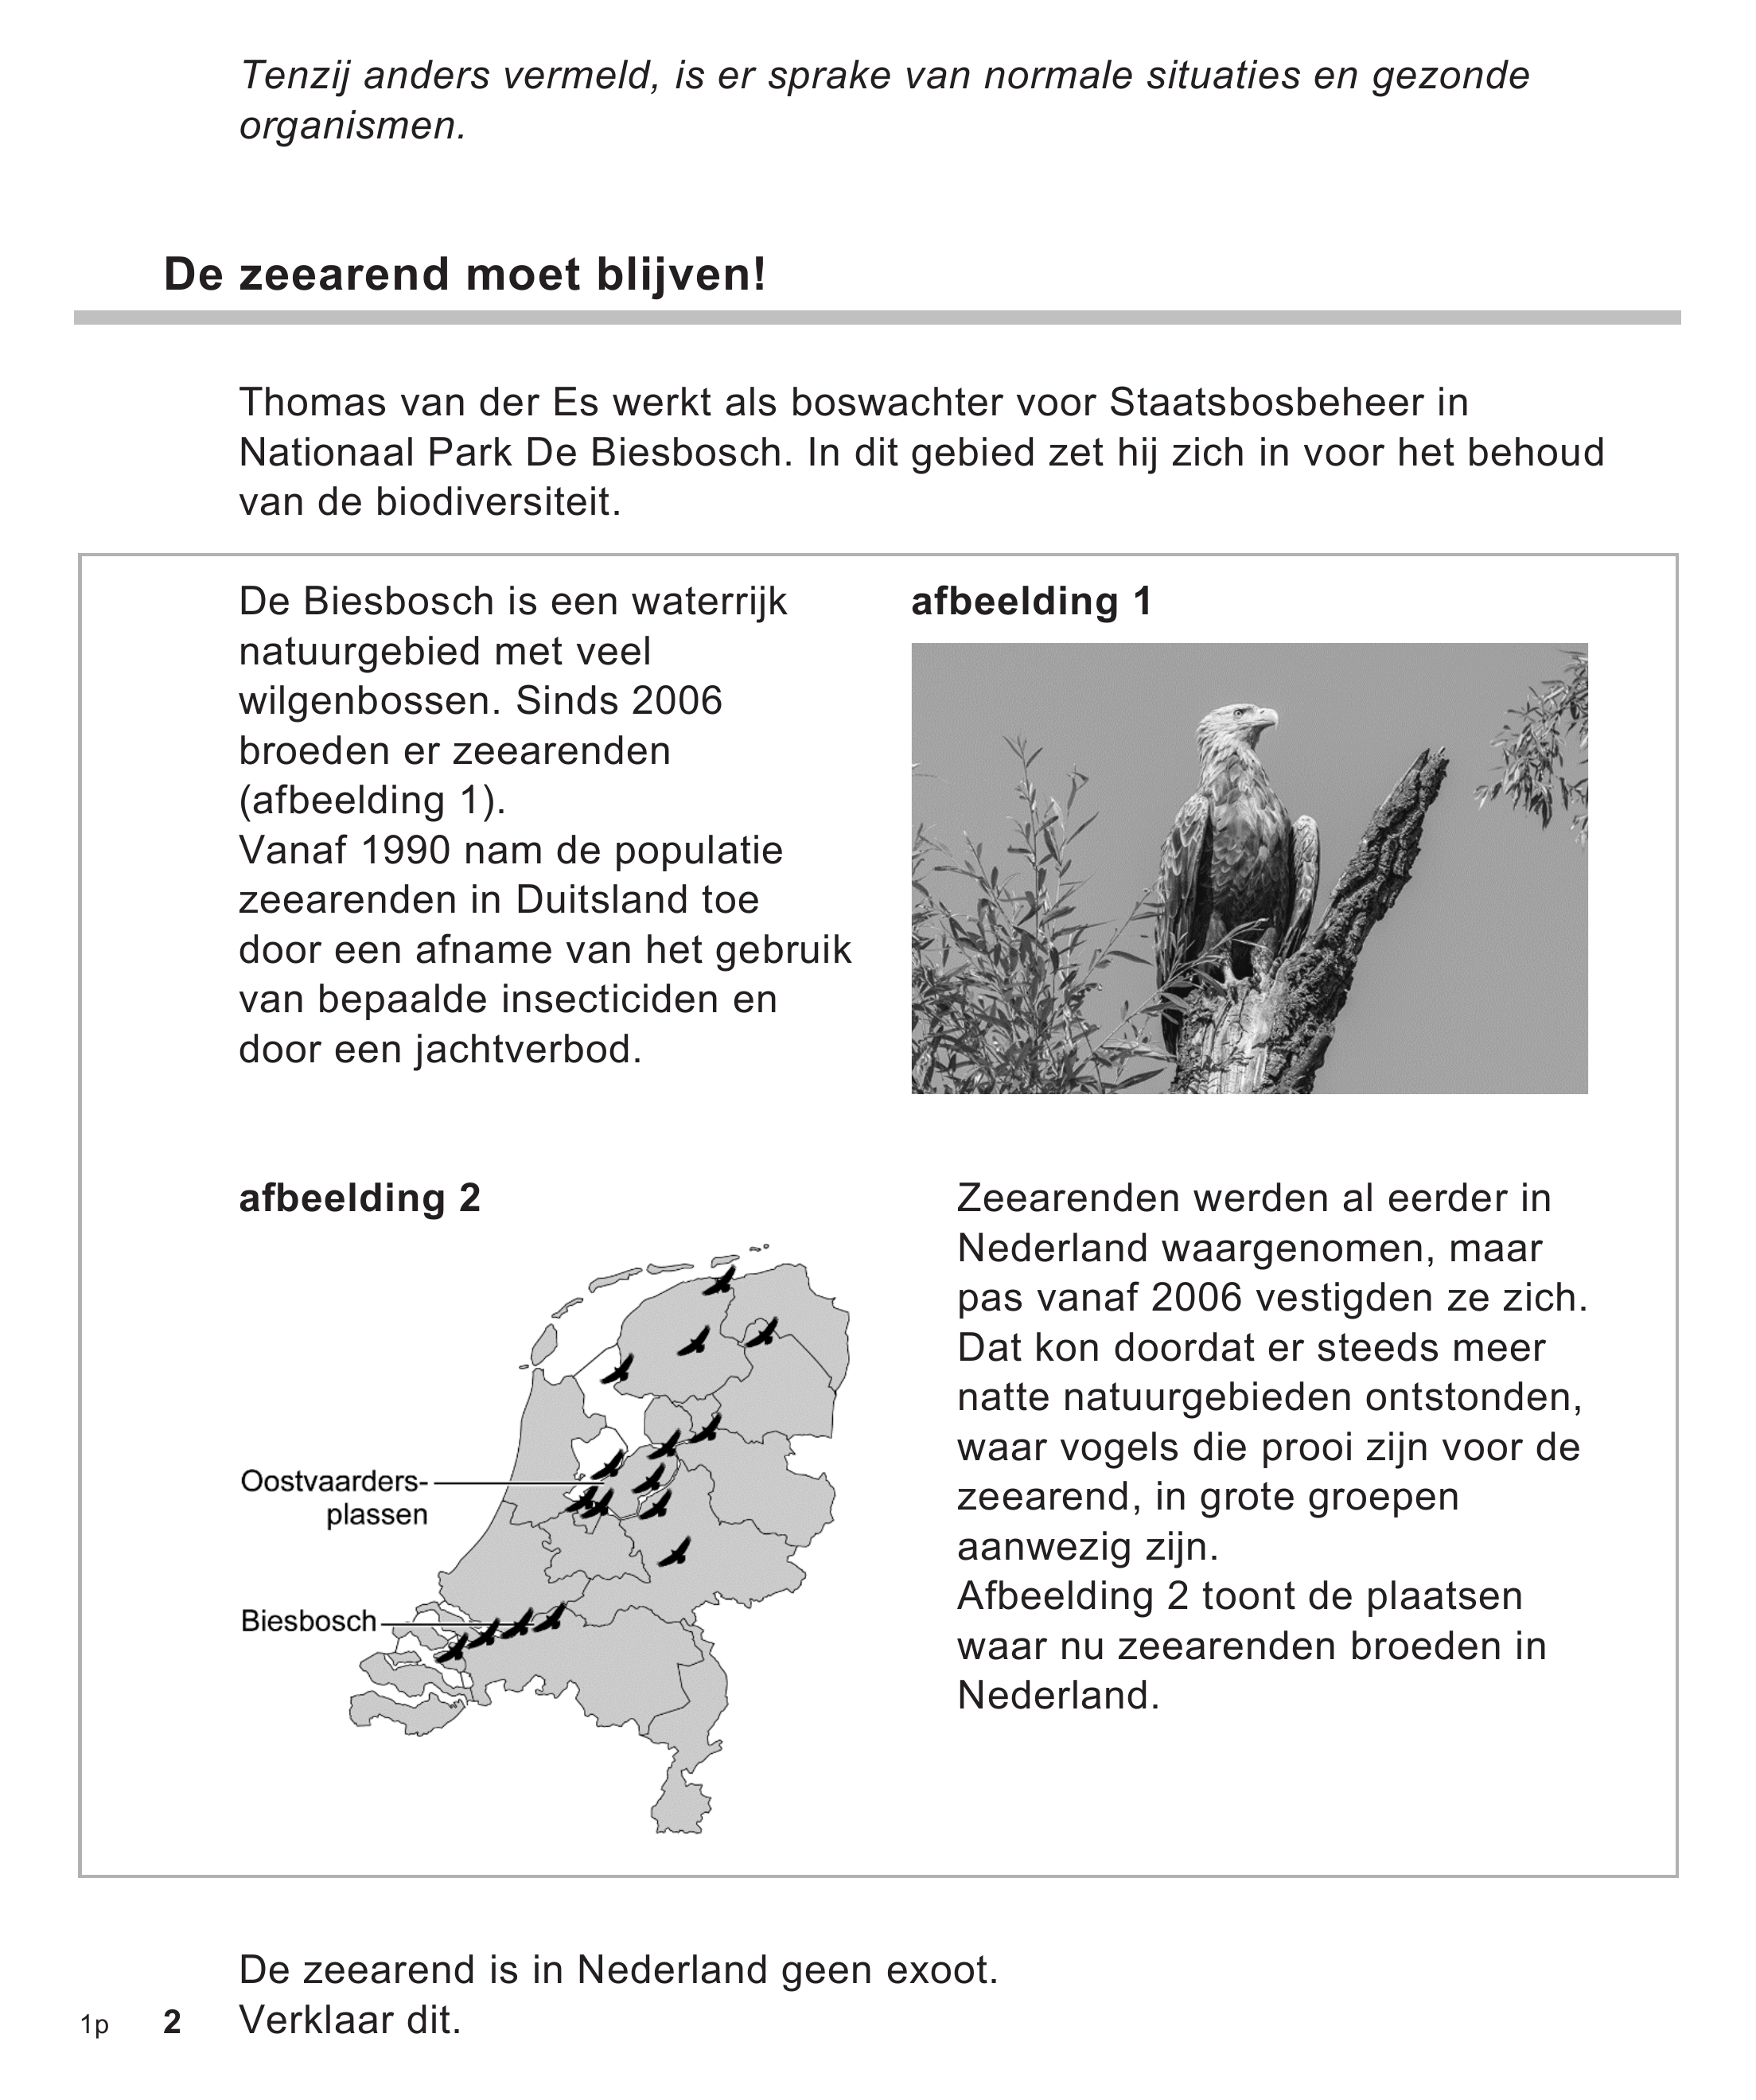 Tenzij anders vermeld, is er sprake van normale situaties en gezonde
organismen.
De zeearend moet blijven!
Thomas van der Es werkt als boswachter voor Staatsbosbeheer in
Nationaal Park De Biesbosch. In dit gebied zet hij zich in voor het behoud
van de biodiversiteit.
De Biesbosch is een waterrijk
natuurgebied met veel
wilgenbossen. Sinds 2006
broeden er zeearenden
(afbeelding 1).
Vanaf 1990 nam de populatie
zeearenden in Duitsland toe
door een afname van het gebruik
van bepaalde insecticiden en
door een jachtverbod.
afbeelding 1
afbeelding 2
Oostvaarders-
plassen
Biesbosch
Zeearenden werden al eerder in
Nederland waargenomen, maar
pas vanaf 2006 vestigden ze zich.
Dat kon doordat er steeds meer
natte natuurgebieden ontstonden,
waar vogels die prooi zijn voor de
zeearend, in grote groepen
aanwezig zijn.
Afbeelding 2 toont de plaatsen
waar nu zeearenden broeden in
Nederland.
De zeearend is in Nederland geen exoot.
1p 2 Verklaar dit.